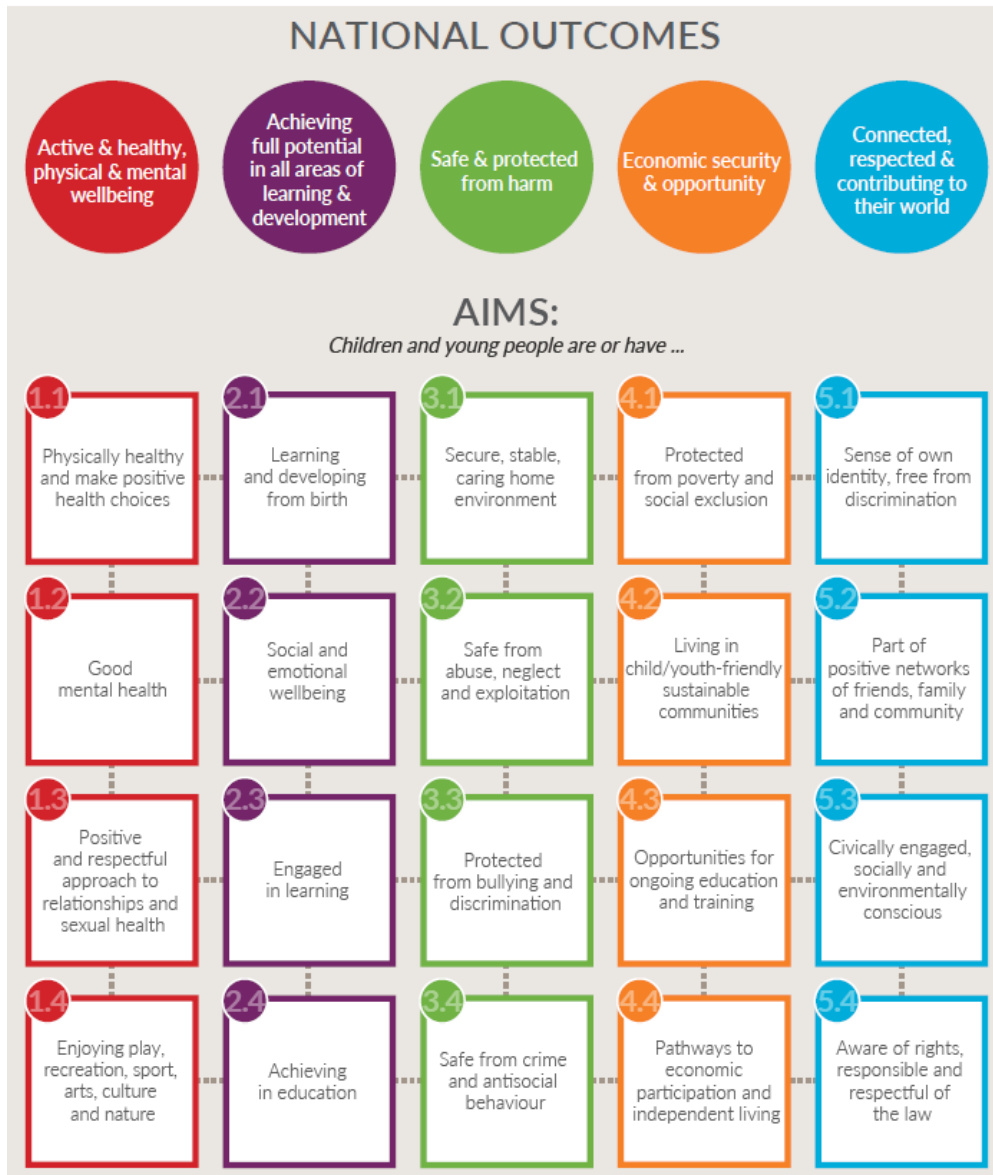 NATIONAL OUTCOMES
Active & healthy,
physical & mental
wellbeing
Achieving
full potential
in all areas of
learning &
development
Safe & protected
from harm
Economic security
& opportunity
Connected,
respected &
contributing to
their world
AIMS:
Children and young people are or have ...
1.1
Physically healthy
and make positive
health choices
2.1
Learning
and developing
from birth
3.1
Secure, stable,
caring home
environment
4.1
Protected
from poverty and
social exclusion
5.1
Sense of own
identity, free from
discrimination
1.2
Good
mental health
2.2
Social and
emotional
wellbeing
3.2
Safe from
abuse, neglect
and exploitation
4.2
Living in
child/youth-friendly
sustainable
communities
5.2
Part of
positive networks
of friends, family
and community
1.3
Positive
and respectful
approach to
relationships and
sexual health
2.3
Engaged
in learning
3.3
Protected
from bullying and
discrimination
4.3
Opportunities for
ongoing education
and training
5.3
Civically engaged,
socially and
environmentally
conscious
1.4
Enjoying play,
recreation, sport,
arts, culture
and nature
2.4
Achieving
in education
3.4
Safe from crime
and antisocial
behaviour
4.4
Pathways to
economic
participation and
independent living
5.4
Aware of rights,
responsible and
respectful of
the law